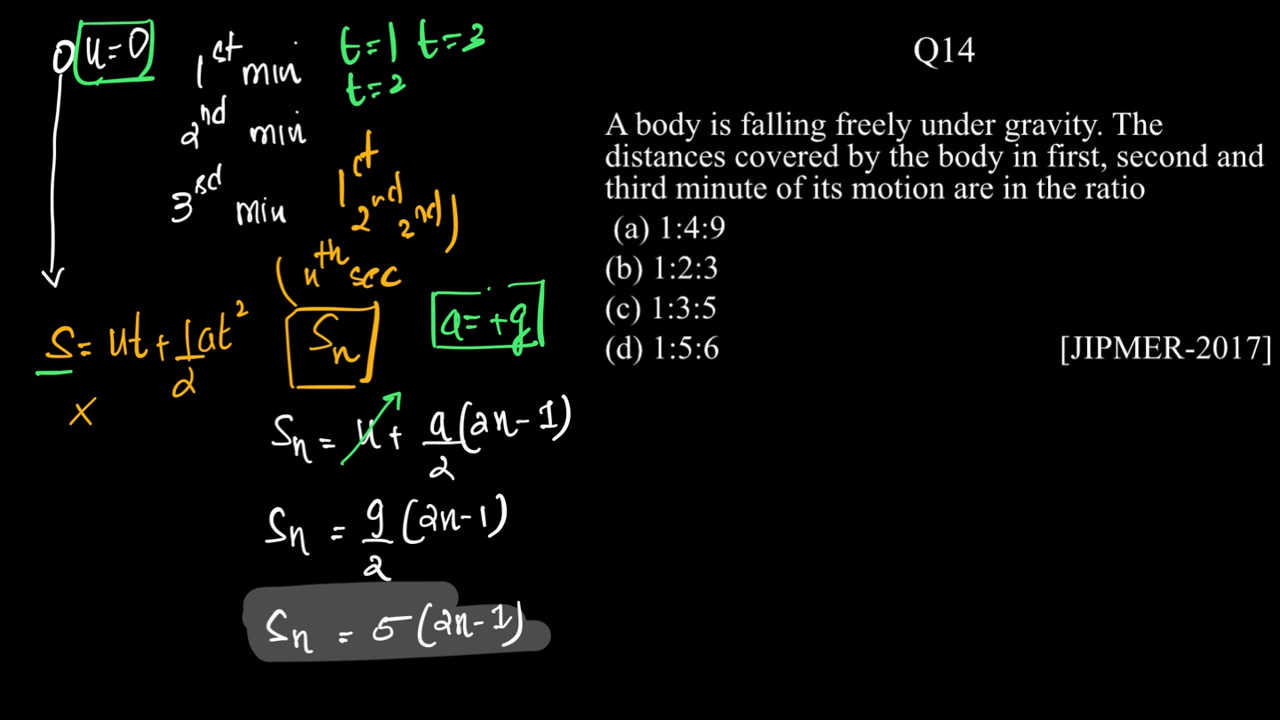 u=0
1st min
t=1 t=3
t=2
2nd min
3rd min
1st
2nd
2nd
nth sec
S= ut + 1/2 at²
Sn
a= +g
x
Sn = u + a/2 (2n-1)
Sn = g/2 (2n-1)
Sn = 5 (2n-1)
Q14
A body is falling freely under gravity. The
distances covered by the body in first, second and
third minute of its motion are in the ratio
(a) 1:4:9
(b) 1:2:3
(c) 1:3:5
(d) 1:5:6 [JIPMER-2017]